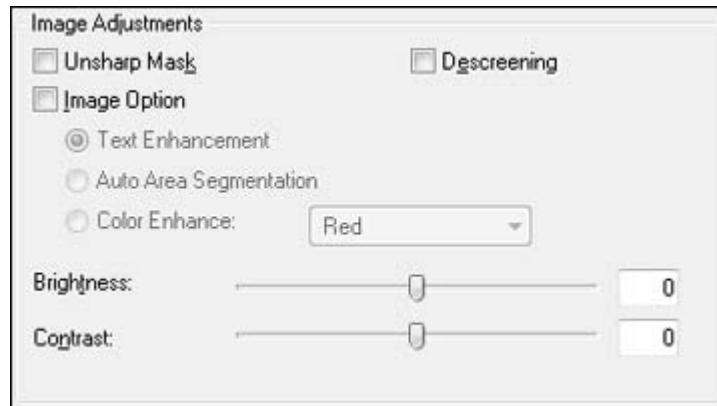 Image Adjustments
Unsharp Mask Descreening
Image Option
Text Enhancement
Auto Area Segmentation
Color Enhance: Red
Brightness: 0
Contrast: 0